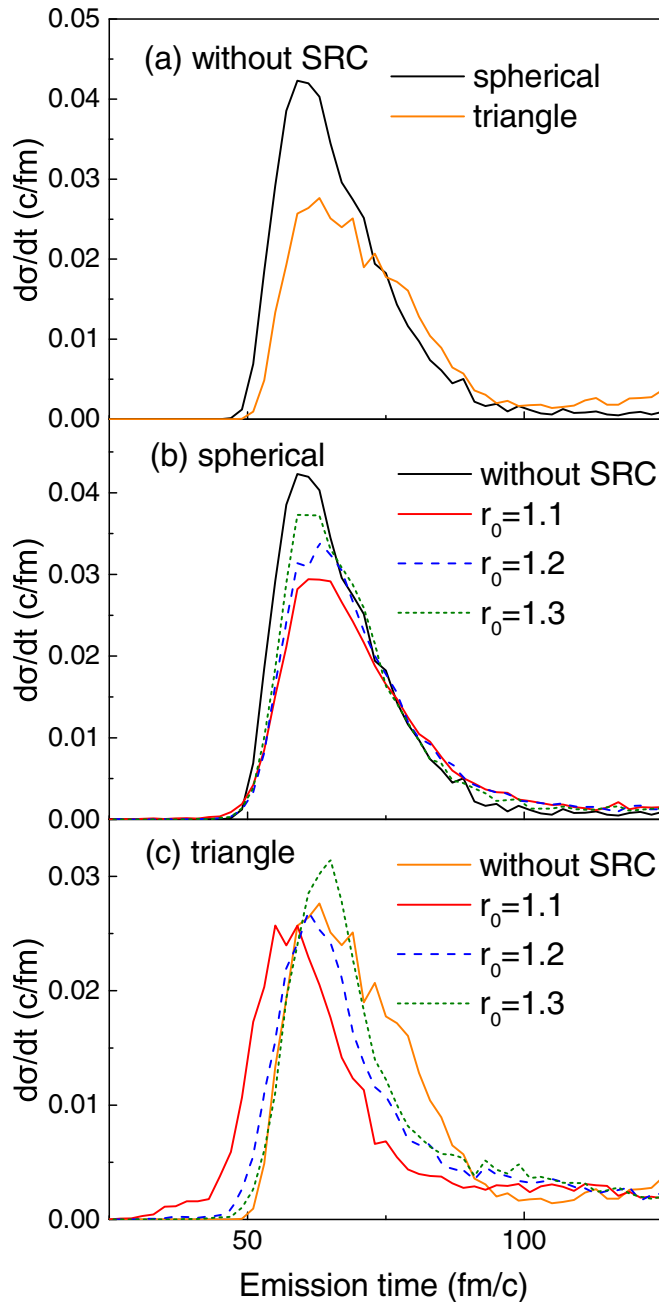 0.05
(a) without SRC
spherical
triangle
0.04
0.03
0.02
0.01
0.00
dσ/dt (c/fm)
(b) spherical
without SRC
r₀=1.1
r₀=1.2
r₀=1.3
0.04
0.03
0.02
0.01
0.00
dσ/dt (c/fm)
(c) triangle
without SRC
r₀=1.1
r₀=1.2
r₀=1.3
0.03
0.02
0.01
0.00
dσ/dt (c/fm)
50 100
Emission time (fm/c)